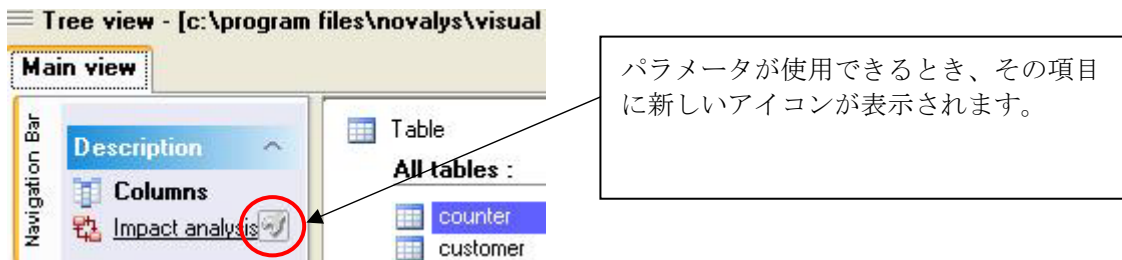 Tree view - [c:\program files\novalys\visual
Main view
Navigation Bar
Description
Columns
Impact analysis
Table
All tables :
counter
customer
パラメータが使用できるとき、その項目
に新しいアイコンが表示されます。